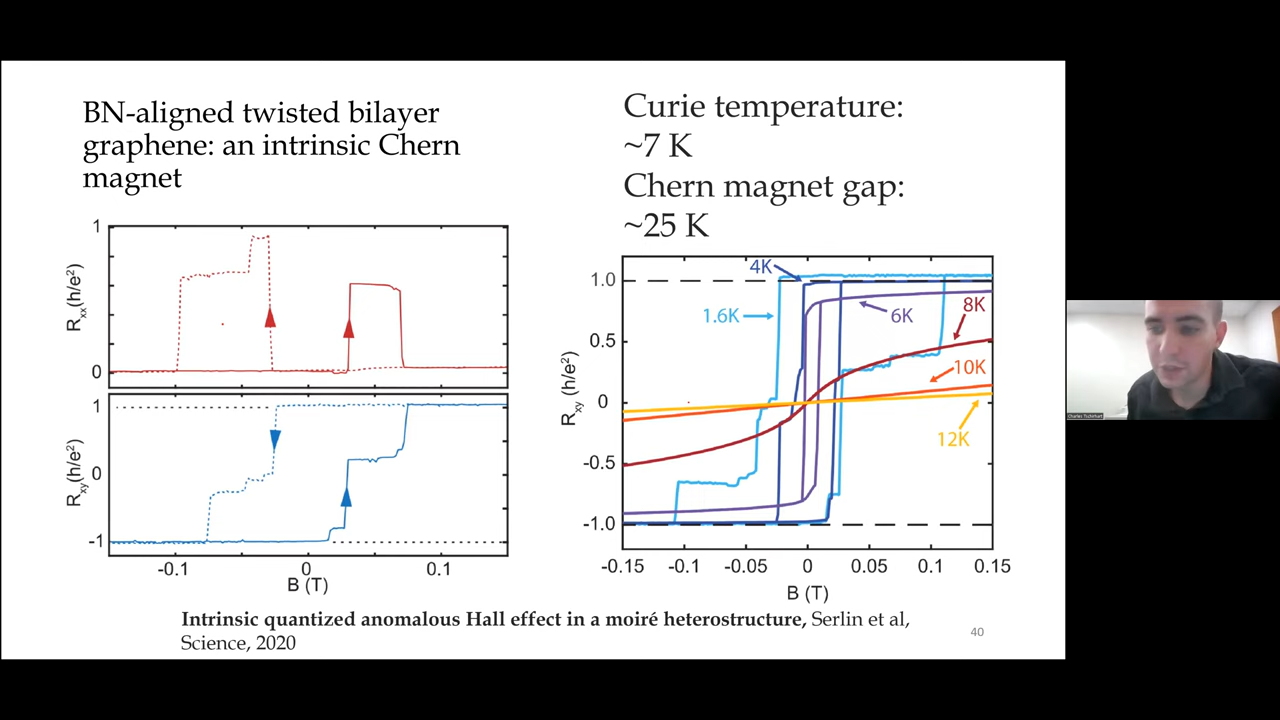 BN-aligned twisted bilayer
graphene: an intrinsic Chern
magnet
Curie temperature:
~7 K
Chern magnet gap:
~25 K
1
0
Rxx(h/e²)
1
0
-1
Rxy(h/e²)
-0.1
0
0.1
B (T)
1.0
0.5
0
-0.5
-1.0
Rxy (h/e²)
4K
1.6K
6K
8K
10K
12K
-0.15
-0.1
-0.05
0
0.05
0.1
0.15
B (T)
Intrinsic quantized anomalous Hall effect in a moiré heterostructure, Serlin et al,
Science, 2020
40